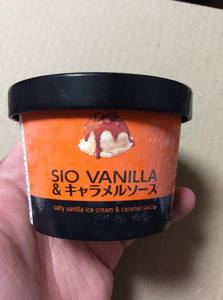 SIO VANILLA
&キャラメルソース
salty vanilla ice cream & caramel sauce